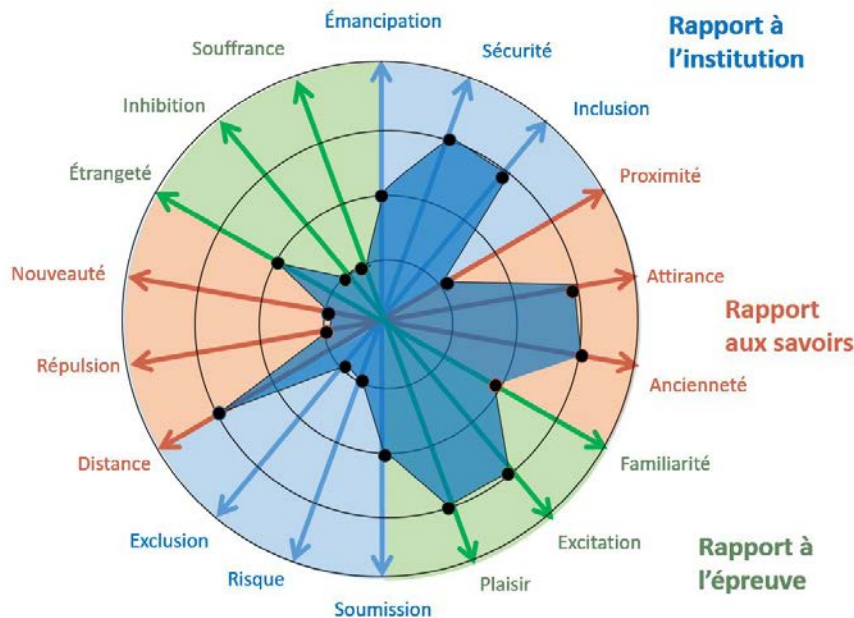 Émancipation
Souffrance
Sécurité
Rapport à
l'institution
Inhibition
Inclusion
Étrangeté
Proximité
Nouveauté
Attirance
Rapport
aux savoirs
Répulsion
Ancienneté
Distance
Familiarité
Exclusion
Excitation
Rapport à
l'épreuve
Risque
Plaisir
Soumission